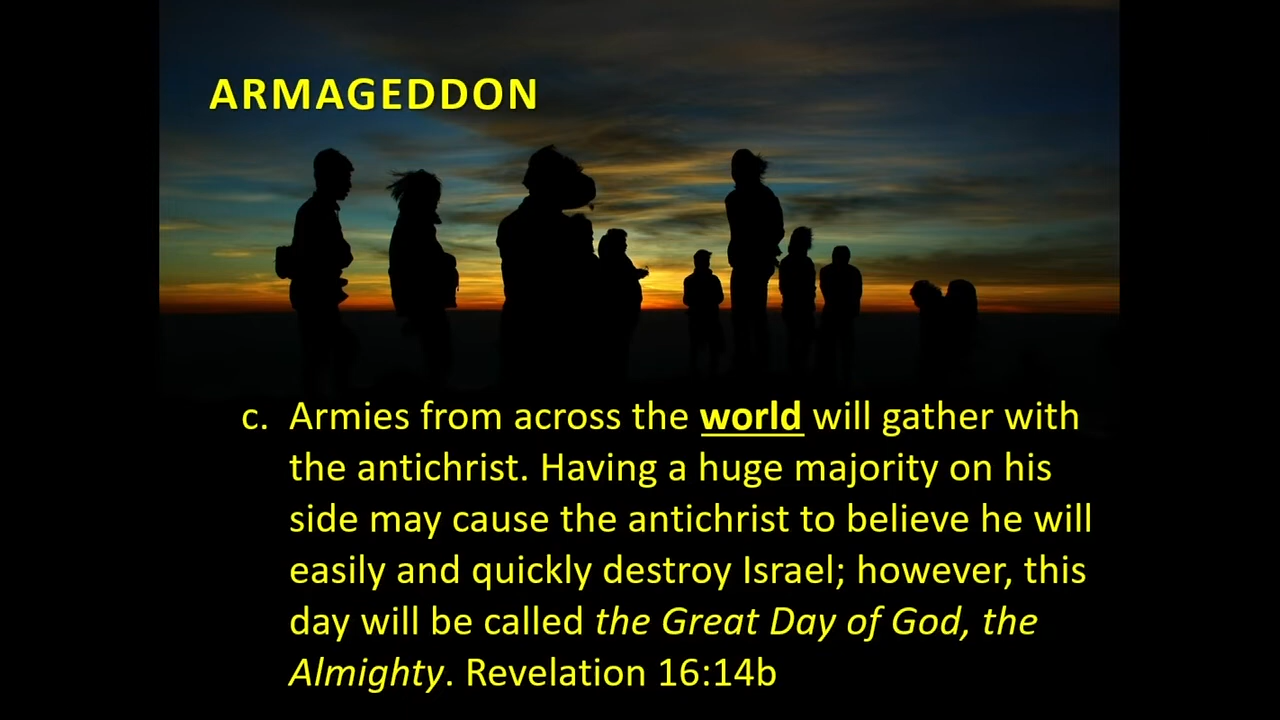 ARMAGEDDON
c. Armies from across the world will gather with
the antichrist. Having a huge majority on his
side may cause the antichrist to believe he will
easily and quickly destroy Israel; however, this
day will be called the Great Day of God, the
Almighty. Revelation 16:14b